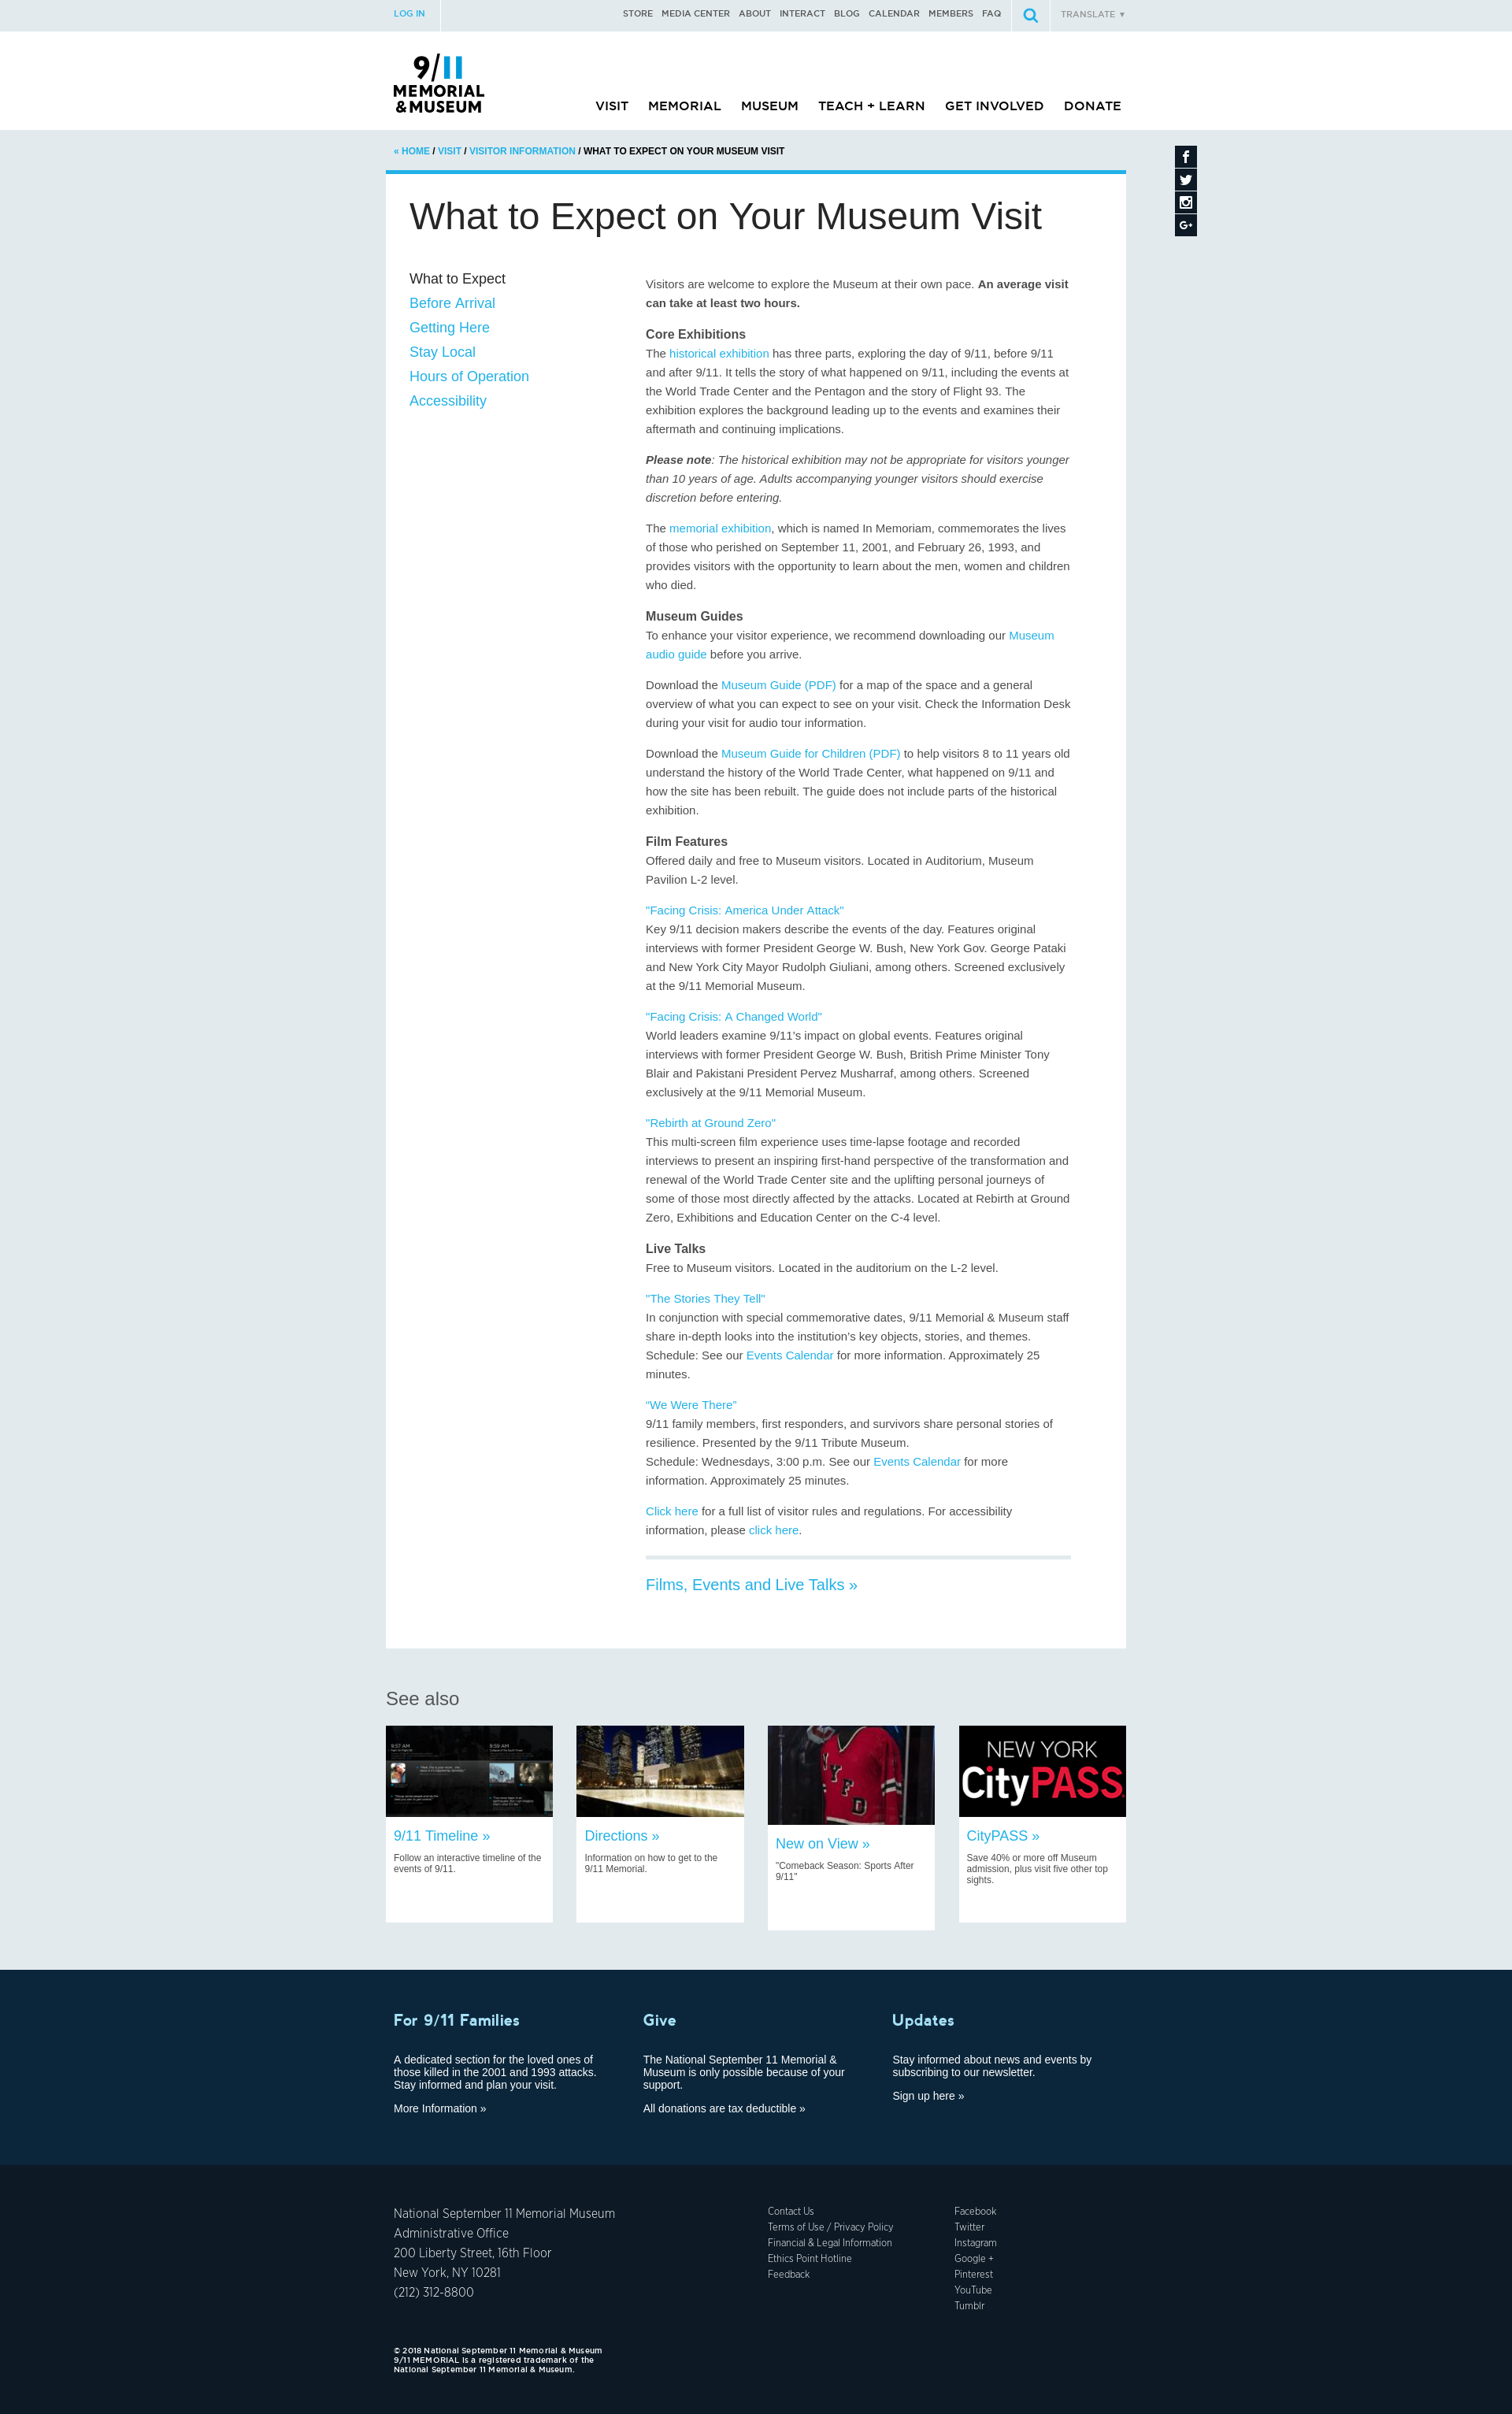 LOG IN
STORE MEDIA CENTER ABOUT INTERACT BLOG CALENDAR MEMBERS FAQ
TRANSLATE ▼
9/11
MEMORIAL
&MUSEUM
VISIT MEMORIAL MUSEUM TEACH + LEARN GET INVOLVED DONATE
« HOME / VISIT / VISITOR INFORMATION / WHAT TO EXPECT ON YOUR MUSEUM VISIT
What to Expect on Your Museum Visit
What to Expect
Before Arrival
Getting Here
Stay Local
Hours of Operation
Accessibility
Visitors are welcome to explore the Museum at their own pace. An average visit
can take at least two hours.
Core Exhibitions
The historical exhibition has three parts, exploring the day of 9/11, before 9/11
and after 9/11. It tells the story of what happened on 9/11, including the events at
the World Trade Center and the Pentagon and the story of Flight 93. The
exhibition explores the background leading up to the events and examines their
aftermath and continuing implications.
Please note: The historical exhibition may not be appropriate for visitors younger
than 10 years of age. Adults accompanying younger visitors should exercise
discretion before entering.
The memorial exhibition, which is named In Memoriam, commemorates the lives
of those who perished on September 11, 2001, and February 26, 1993, and
provides visitors with the opportunity to learn about the men, women and children
who died.
Museum Guides
To enhance your visitor experience, we recommend downloading our Museum
audio guide before you arrive.
Download the Museum Guide (PDF) for a map of the space and a general
overview of what you can expect to see on your visit. Check the Information Desk
during your visit for audio tour information.
Download the Museum Guide for Children (PDF) to help visitors 8 to 11 years old
understand the history of the World Trade Center, what happened on 9/11 and
how the site has been rebuilt. The guide does not include parts of the historical
exhibition.
Film Features
Offered daily and free to Museum visitors. Located in Auditorium, Museum
Pavilion L-2 level.
"Facing Crisis: America Under Attack"
Key 9/11 decision makers describe the events of the day. Features original
interviews with former President George W. Bush, New York Gov. George Pataki
and New York City Mayor Rudolph Giuliani, among others. Screened exclusively
at the 9/11 Memorial Museum.
"Facing Crisis: A Changed World"
World leaders examine 9/11's impact on global events. Features original
interviews with former President George W. Bush, British Prime Minister Tony
Blair and Pakistani President Pervez Musharraf, among others. Screened
exclusively at the 9/11 Memorial Museum.
"Rebirth at Ground Zero"
This multi-screen film experience uses time-lapse footage and recorded
interviews to present an inspiring first-hand perspective of the transformation and
renewal of the World Trade Center site and the uplifting personal journeys of
some of those most directly affected by the attacks. Located at Rebirth at Ground
Zero, Exhibitions and Education Center on the C-4 level.
Live Talks
Free to Museum visitors. Located in the auditorium on the L-2 level.
"The Stories They Tell"
In conjunction with special commemorative dates, 9/11 Memorial & Museum staff
share in-depth looks into the institution's key objects, stories, and themes.
Schedule: See our Events Calendar for more information. Approximately 25
minutes.
“We Were There”
9/11 family members, first responders, and survivors share personal stories of
resilience. Presented by the 9/11 Tribute Museum.
Schedule: Wednesdays, 3:00 p.m. See our Events Calendar for more
information. Approximately 25 minutes.
Click here for a full list of visitor rules and regulations. For accessibility
information, please click here.
Films, Events and Live Talks »
See also
9:37 AM
9:59 AM
NYFD
NEW YORK
CityPASS
9/11 Timeline »
Follow an interactive timeline of the
events of 9/11.
Directions »
Information on how to get to the
9/11 Memorial.
New on View »
"Comeback Season: Sports After
9/11"
CityPASS »
Save 40% or more off Museum
admission, plus visit five other top
sights.
For 9/11 Families
A dedicated section for the loved ones of
those killed in the 2001 and 1993 attacks.
Stay informed and plan your visit.
More Information »
Give
The National September 11 Memorial &
Museum is only possible because of your
support.
All donations are tax deductible »
Updates
Stay informed about news and events by
subscribing to our newsletter.
Sign up here »
National September 11 Memorial Museum
Administrative Office
200 Liberty Street, 16th Floor
New York, NY 10281
(212) 312-8800
Contact Us
Terms of Use / Privacy Policy
Financial & Legal Information
Ethics Point Hotline
Feedback
Facebook
Twitter
Instagram
Google +
Pinterest
YouTube
Tumblr
© 2018 National September 11 Memorial & Museum
9/11 MEMORIAL is a registered trademark of the
National September 11 Memorial & Museum.